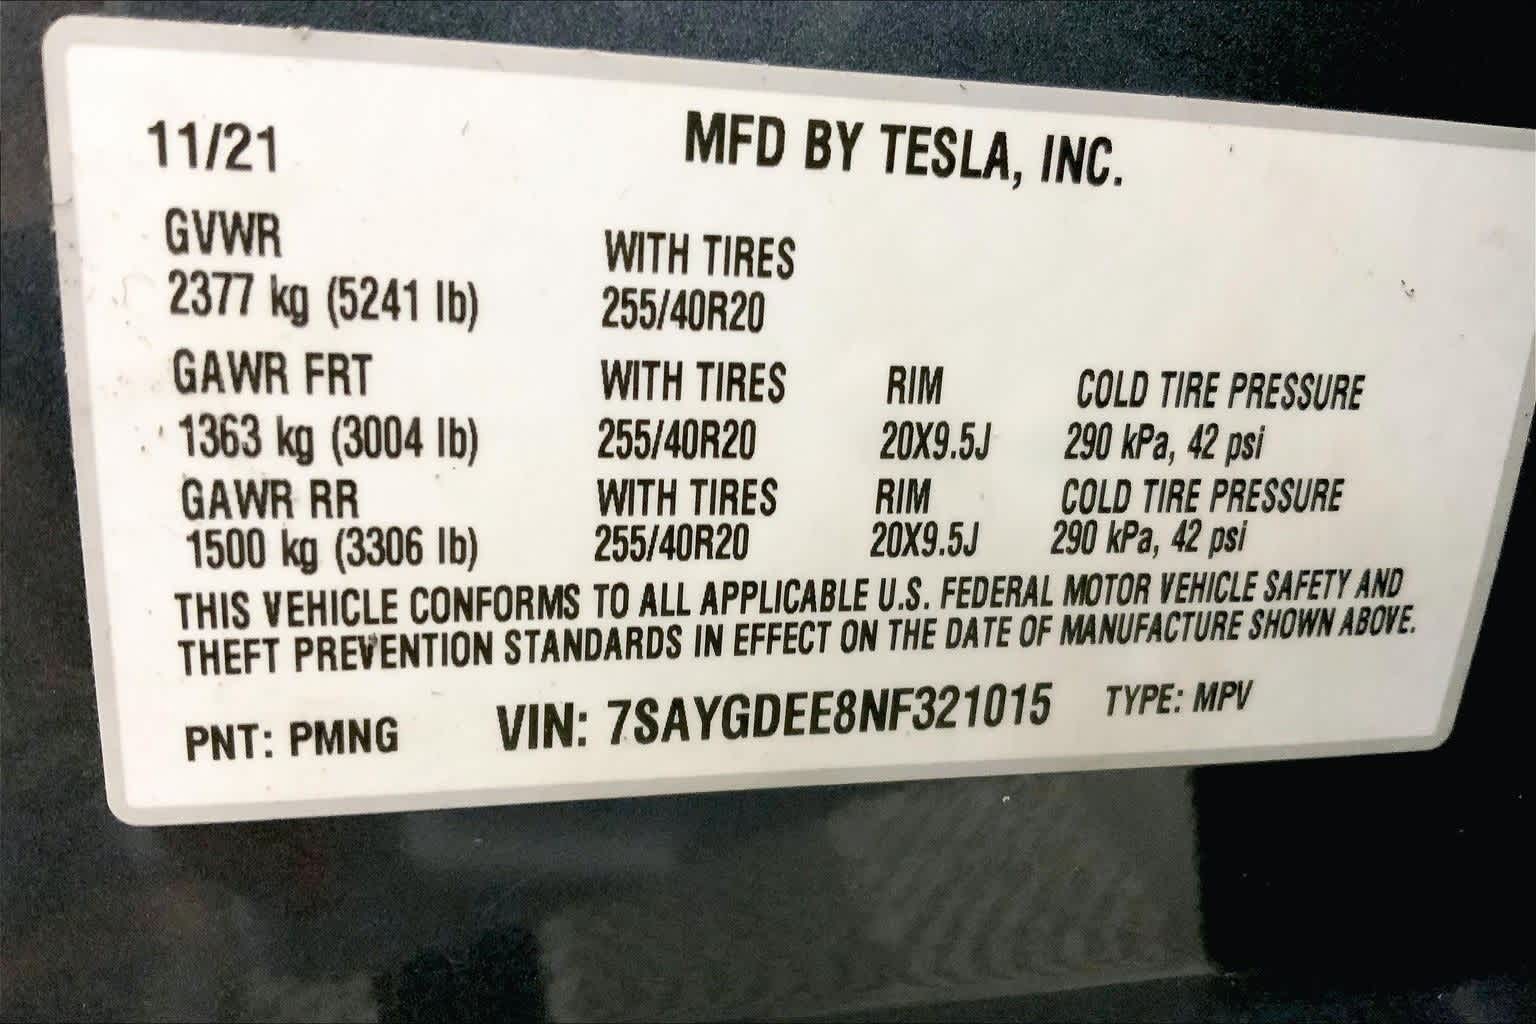 11/21 MFD BY TESLA, INC.
GVWR WITH TIRES
2377 kg (5241 lb) 255/40R20
GAWR FRT WITH TIRES RIM COLD TIRE PRESSURE
1363 kg (3004 lb) 255/40R20 20X9.5J 290 kPa, 42 psi
GAWR RR WITH TIRES RIM COLD TIRE PRESSURE
1500 kg (3306 lb) 255/40R20 20X9.5J 290 kPa, 42 psi
THIS VEHICLE CONFORMS TO ALL APPLICABLE U.S. FEDERAL MOTOR VEHICLE SAFETY AND
THEFT PREVENTION STANDARDS IN EFFECT ON THE DATE OF MANUFACTURE SHOWN ABOVE.
PNT: PMNG VIN: 7SAYGDEE8NF321015 TYPE: MPV